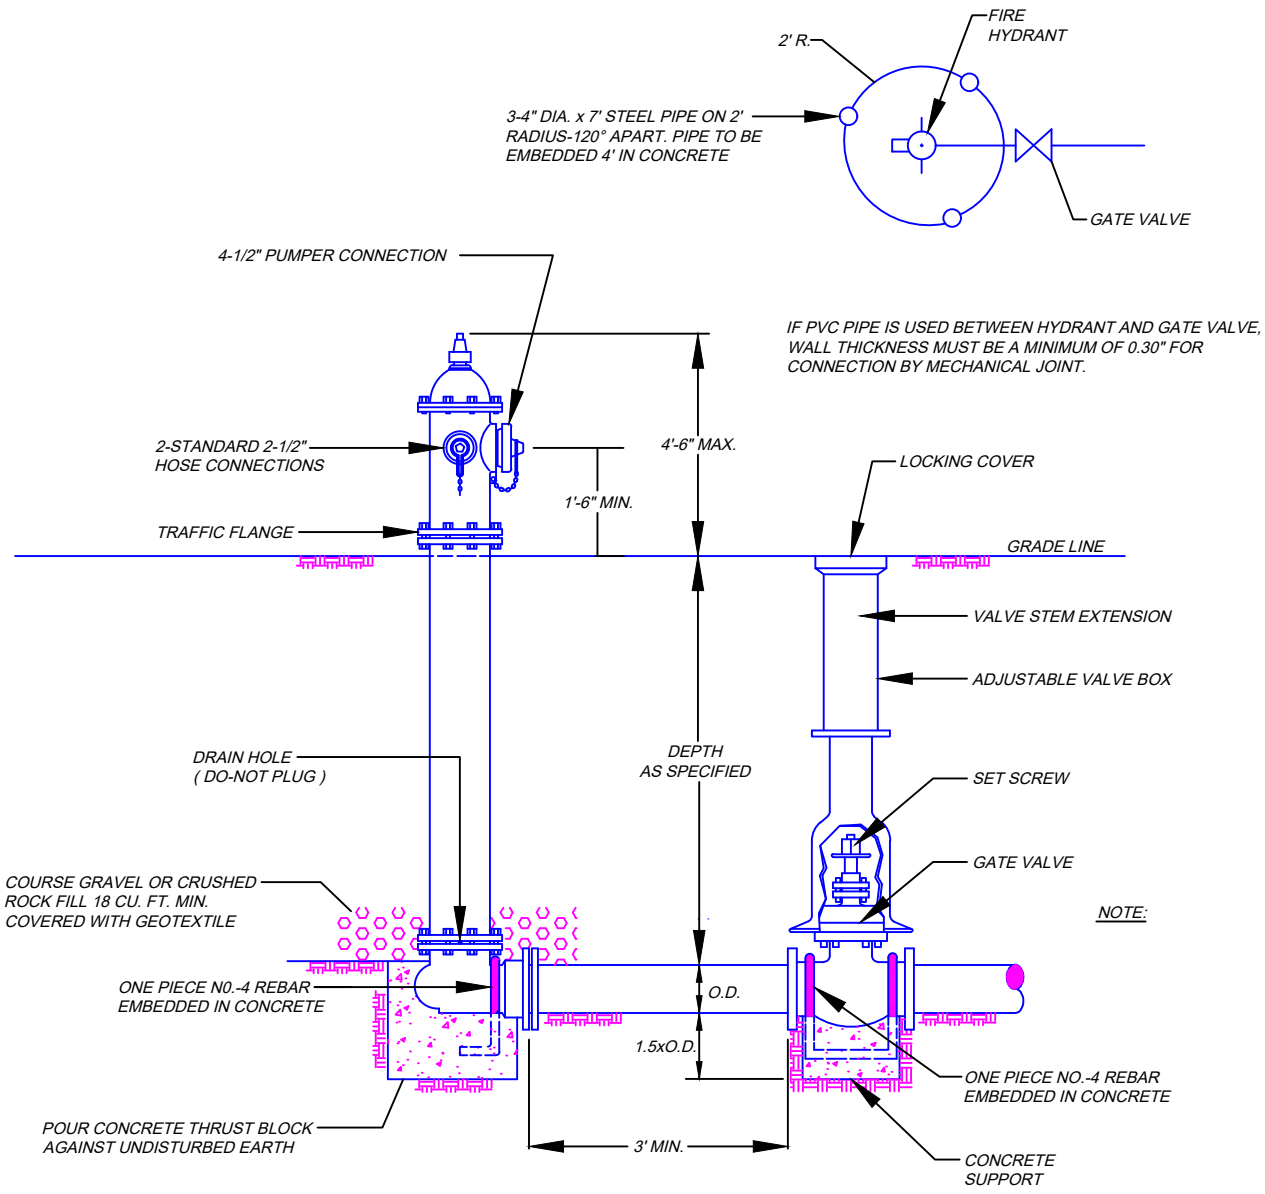 FIRE
HYDRANT
2' R.
3-4" DIA. x 7' STEEL PIPE ON 2'
RADIUS-120° APART. PIPE TO BE
EMBEDDED 4' IN CONCRETE
GATE VALVE
4-1/2" PUMPER CONNECTION
IF PVC PIPE IS USED BETWEEN HYDRANT AND GATE VALVE,
WALL THICKNESS MUST BE A MINIMUM OF 0.30" FOR
CONNECTION BY MECHANICAL JOINT.
2-STANDARD 2-1/2"
HOSE CONNECTIONS
4'-6" MAX.
LOCKING COVER
1'-6" MIN.
TRAFFIC FLANGE
GRADE LINE
VALVE STEM EXTENSION
ADJUSTABLE VALVE BOX
DRAIN HOLE
( DO-NOT PLUG )
DEPTH
AS SPECIFIED
SET SCREW
GATE VALVE
COURSE GRAVEL OR CRUSHED
ROCK FILL 18 CU. FT. MIN.
COVERED WITH GEOTEXTILE
NOTE:
ONE PIECE N0.-4 REBAR
EMBEDDED IN CONCRETE
O.D.
1.5xO.D.
ONE PIECE NO.-4 REBAR
EMBEDDED IN CONCRETE
POUR CONCRETE THRUST BLOCK
AGAINST UNDISTURBED EARTH
3' MIN.
CONCRETE
SUPPORT